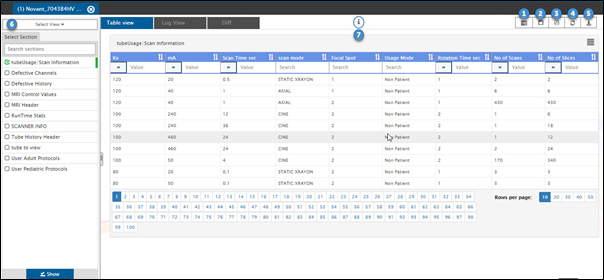 (1) Novant_704384HV ...
1 2 3 4 5
6 Select View
Table view Log View Diff
i
7
Select Section
Search sections
tubeUsage: Scan Information
Defective Channels
Defective History
MRI Control Values
MRI Header
RunTime Stats
SCANNER INFO
Tube History Header
tube to view
User Adult Protocols
User Pediatric Protocols
Show
tubeUsage: Scan Information
Kv mA Scan Time sec scan mode Focal Spot Usage Mode Rotation Time sec No of Scans No of Slices
= Value = Value = Value Search Search Search = Value = Value = Value
120 20 0.5 STATIC XRAYON 2 Non Patient 1 2 2
120 40 1 AXIAL 2 Non Patient 1 6 6
120 40 1 AXIAL 2 Non Patient 2 430 430
100 240 12 CINE 2 Non Patient 2 1 6
100 240 36 CINE 2 Non Patient 2 1 18
100 480 24 CINE 2 Non Patient 2 1 12
100 460 24 CINE 2 Non Patient 2 2 24
100 50 4 CINE 2 Non Patient 2 170 340
80 50 0.1 STATIC XRAYON 2 Non Patient 1 3 3
80 20 0.1 STATIC XRAYON 2 Non Patient 1 3 3
1 2 3 4 5 6 7 8 9 10 11 12 13 14 15 16 17 18 19 20 21 22 23 24 25 26 27 28 29 30 31 32 33 34
35 36 37 38 39 40 41 42 43 44 45 46 47 48 49 50 51 52 53 54 55 56 57 58 59 60 61 62 63 64 65 66
67 68 69 70 71 72 73 74 75 76 77 78 79 80 81 82 83 84 85 86 87 88 89 90 91 92 93 94 95 96 97 98
99 100
Rows per page: 10 20 30 40 50